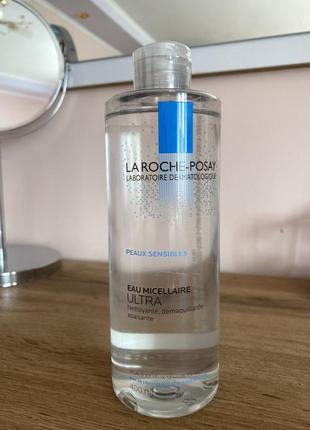 LA ROCHE-POSAY
LABORATOIRE DERMATOLOGIQUE
PEAUX SENSIBLES
EAU MICELLAIRE
ULTRA
Nettoyante, démaquillante,
apaisante
400 ml